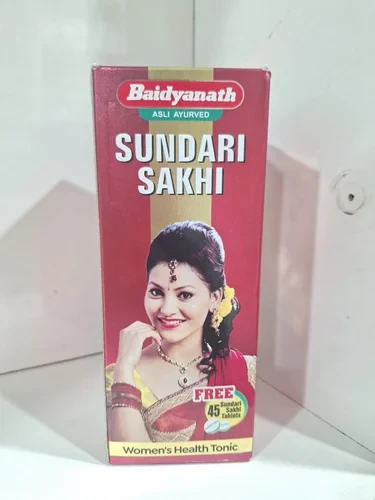 Baidyanath
ASLI AYURVED
SUNDARI
SAKHI
FREE
45 Sundari
Sakhi
Tablets
Women's Health Tonic